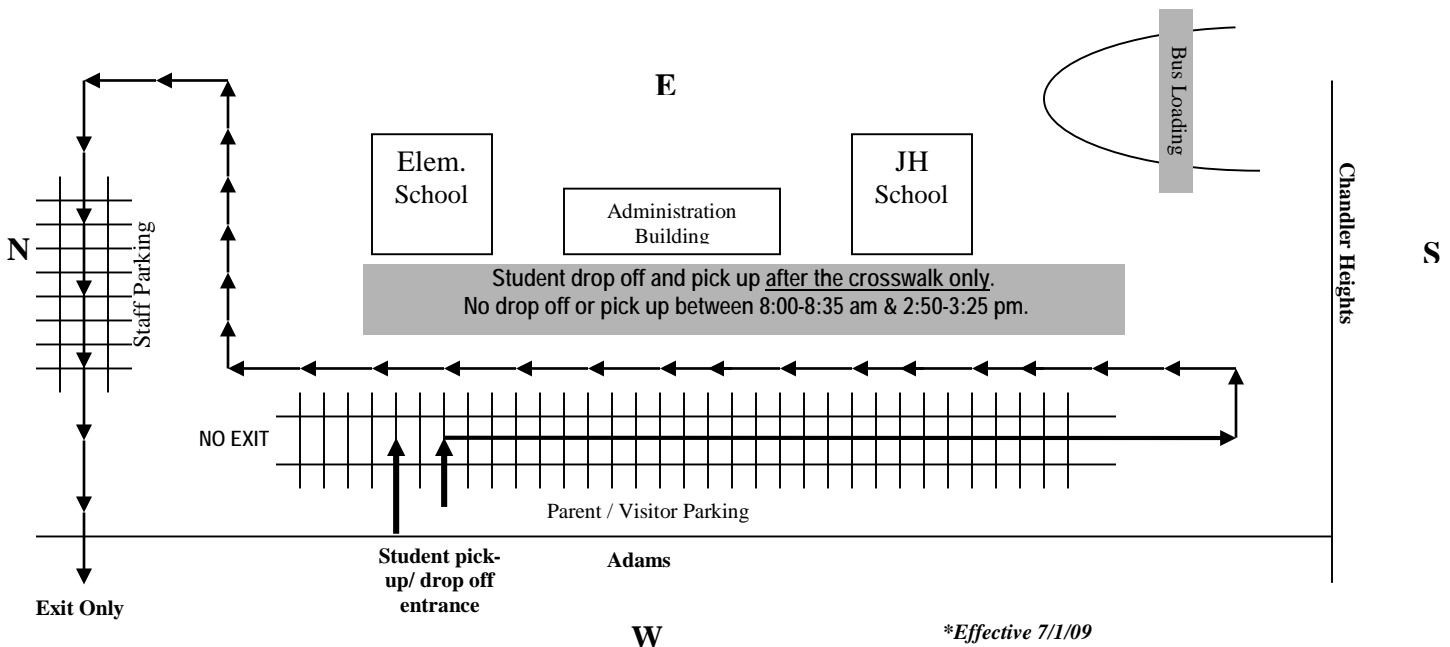 E
Bus Loading
Elem.
School
JH
School
Administration
Building
Chandler Heights
N
S
Staff Parking
Student drop off and pick up after the crosswalk only.
No drop off or pick up between 8:00-8:35 am & 2:50-3:25 pm.
NO EXIT
Parent / Visitor Parking
Student pick-
up/ drop off
entrance
Adams
Exit Only
W
*Effective 7/1/09